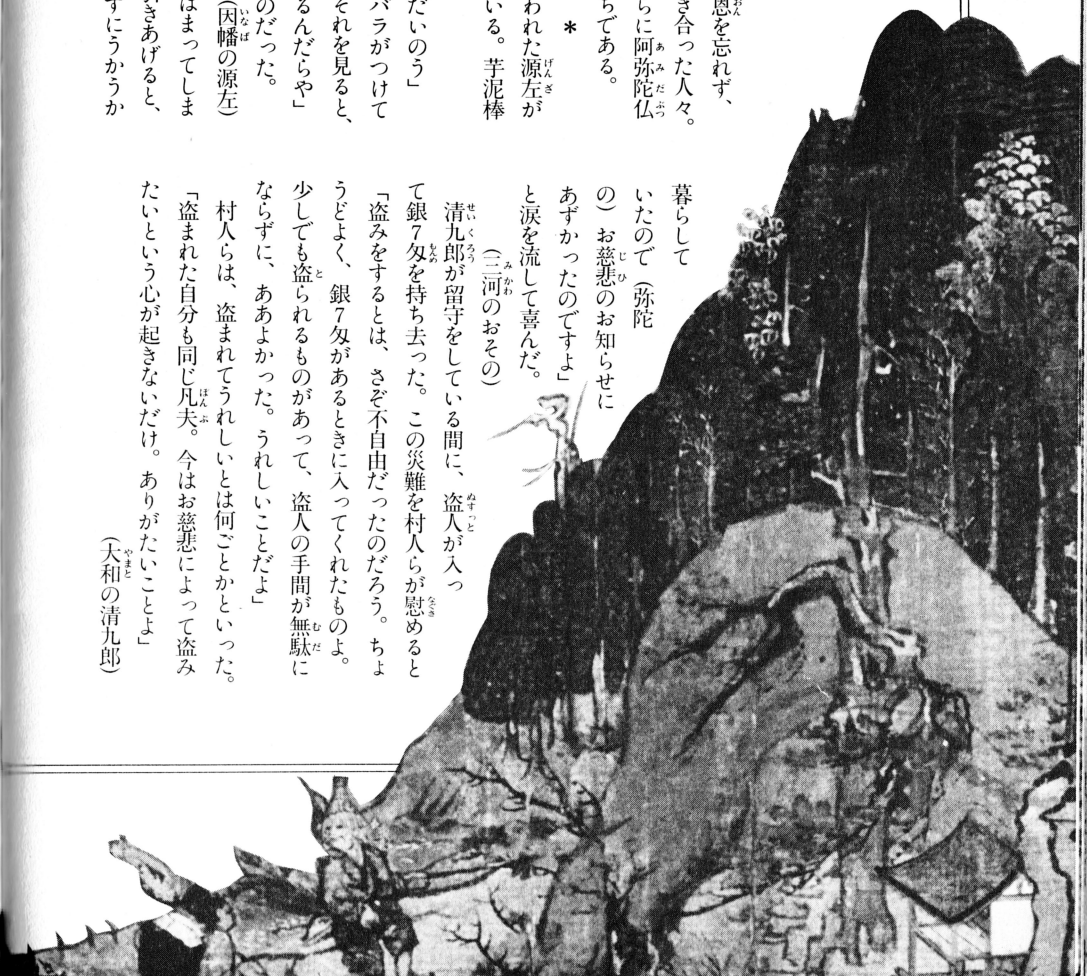 恩を忘れず、
き合った人々。
らに阿弥陀仏
ちである。
＊
われた源左が
いる。芋泥棒
だいのう」
バラがつけて
それを見ると、
るんだらや」
のだった。
（因幡の源左）
はまってしま
きあげると、
ずにうかうか
暮らして
いたので（弥陀
の）お慈悲のお知らせに
あずかったのですよ」
と涙を流して喜んだ。
（三河のおその）
清九郎が留守をしている間に、盗人が入っ
て銀７匁を持ち去った。この災難を村人らが慰めると
「盗みをするとは、さぞ不自由だったのだろう。ちょ
うどよく、銀７匁があるときに入ってくれたものよ。
少しでも盗られるものがあって、盗人の手間が無駄に
ならずに、ああよかった。うれしいことだよ」
村人らは、盗まれてうれしいとは何ごとかといった。
「盗まれた自分も同じ凡夫。今はお慈悲によって盗み
たいという心が起きないだけ。ありがたいことよ」
（大和の清九郎）